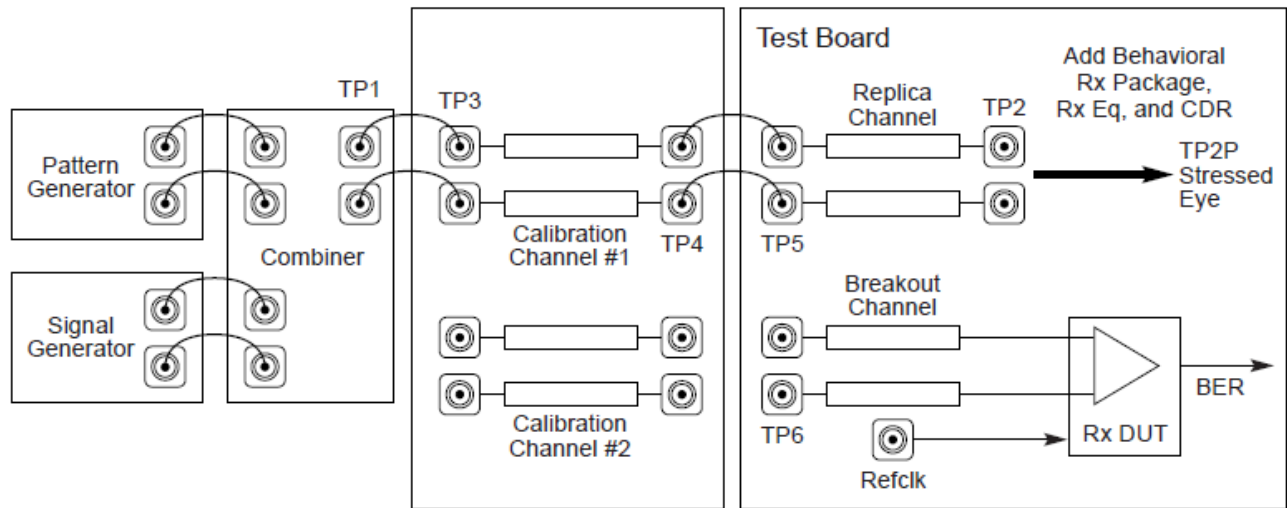 Test Board
Add Behavioral
Rx Package,
Rx Eq, and CDR
TP1
TP3
Replica
Channel
TP2
Pattern
Generator
TP2P
Stressed
Eye
Calibration
Channel #1
TP4
TP5
Combiner
Signal
Generator
Breakout
Channel
BER
Calibration
Channel #2
TP6
Rx DUT
Refclk